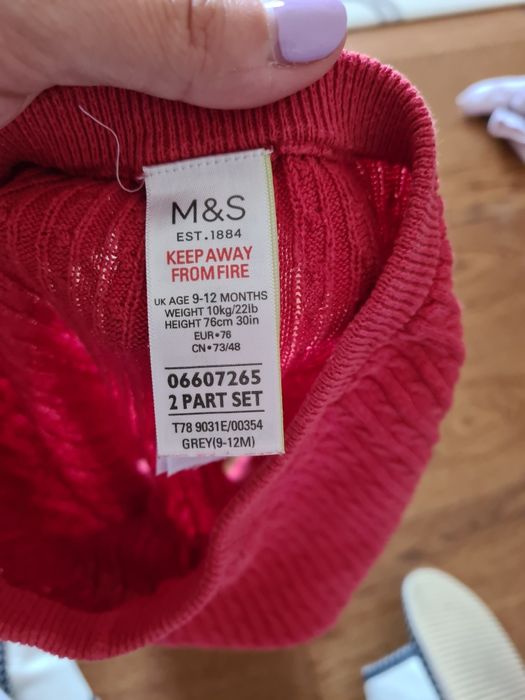 M&S
EST.1884
KEEP AWAY
FROM FIRE
UK AGE 9-12 MONTHS
WEIGHT 10kg/22lb
HEIGHT 76cm 30in
EUR•76
CN•73/48
06607265
2 PART SET
T78 9031E/00354
GREY(9-12M)